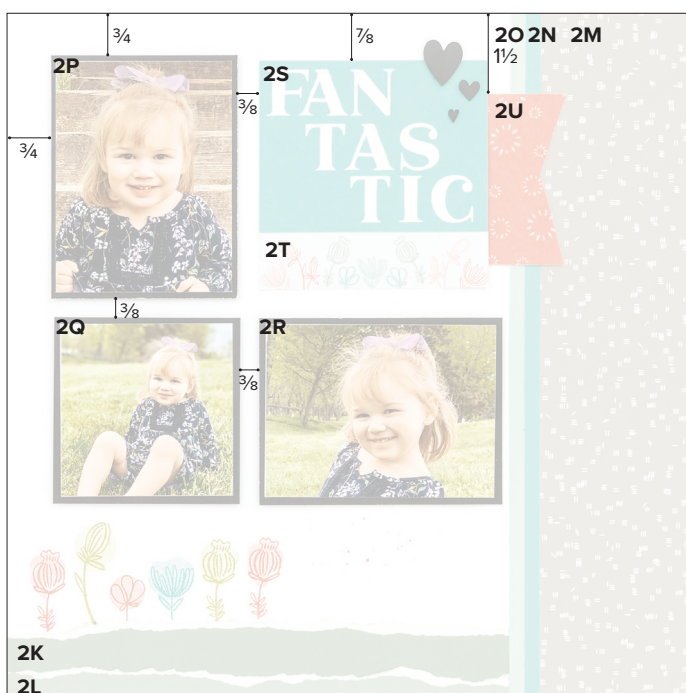 ¾
⅞
2O 2N 2M
1½
2P
2S
⅜
FAN
TAS
TIC
2U
¾
2T
⅜
2Q
2R
⅜
2K
2L